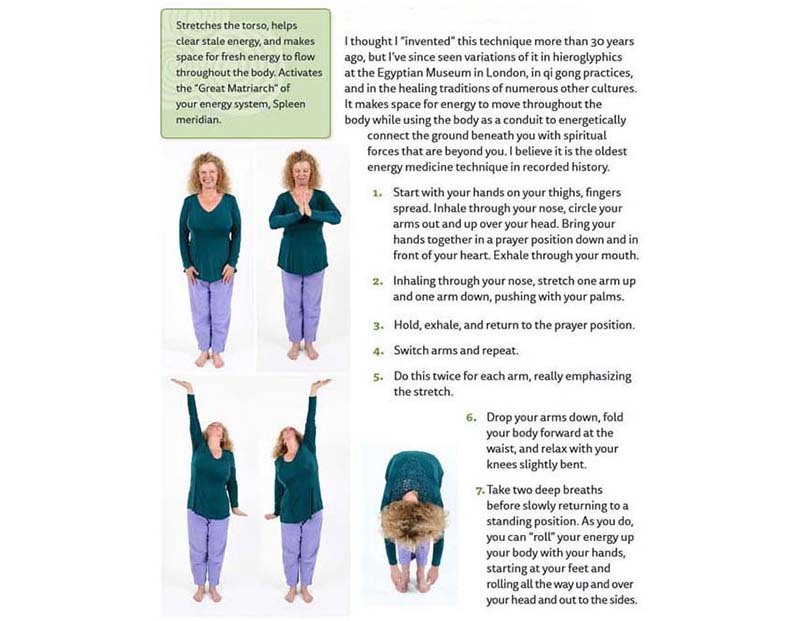 Stretches the torso, helps
clear stale energy, and makes
space for fresh energy to flow
throughout the body. Activates
the “Great Matriarch” of
your energy system, Spleen
meridian.
I thought I “invented” this technique more than 30 years
ago, but I’ve since seen variations of it in hieroglyphics
at the Egyptian Museum in London, in qi gong practices,
and in the healing traditions of numerous other cultures.
It makes space for energy to move throughout the
body while using the body as a conduit to energetically
connect the ground beneath you with spiritual
forces that are beyond you. I believe it is the oldest
energy medicine technique in recorded history.
1. Start with your hands on your thighs, fingers
spread. Inhale through your nose, circle your
arms out and up over your head. Bring your
hands together in a prayer position down and in
front of your heart. Exhale through your mouth.
2. Inhaling through your nose, stretch one arm up
and one arm down, pushing with your palms.
3. Hold, exhale, and return to the prayer position.
4. Switch arms and repeat.
5. Do this twice for each arm, really emphasizing
the stretch.
6. Drop your arms down, fold
your body forward at the
waist, and relax with your
knees slightly bent.
7. Take two deep breaths
before slowly returning to a
standing position. As you do,
you can “roll” your energy up
your body with your hands,
starting at your feet and
rolling all the way up and over
your head and out to the sides.